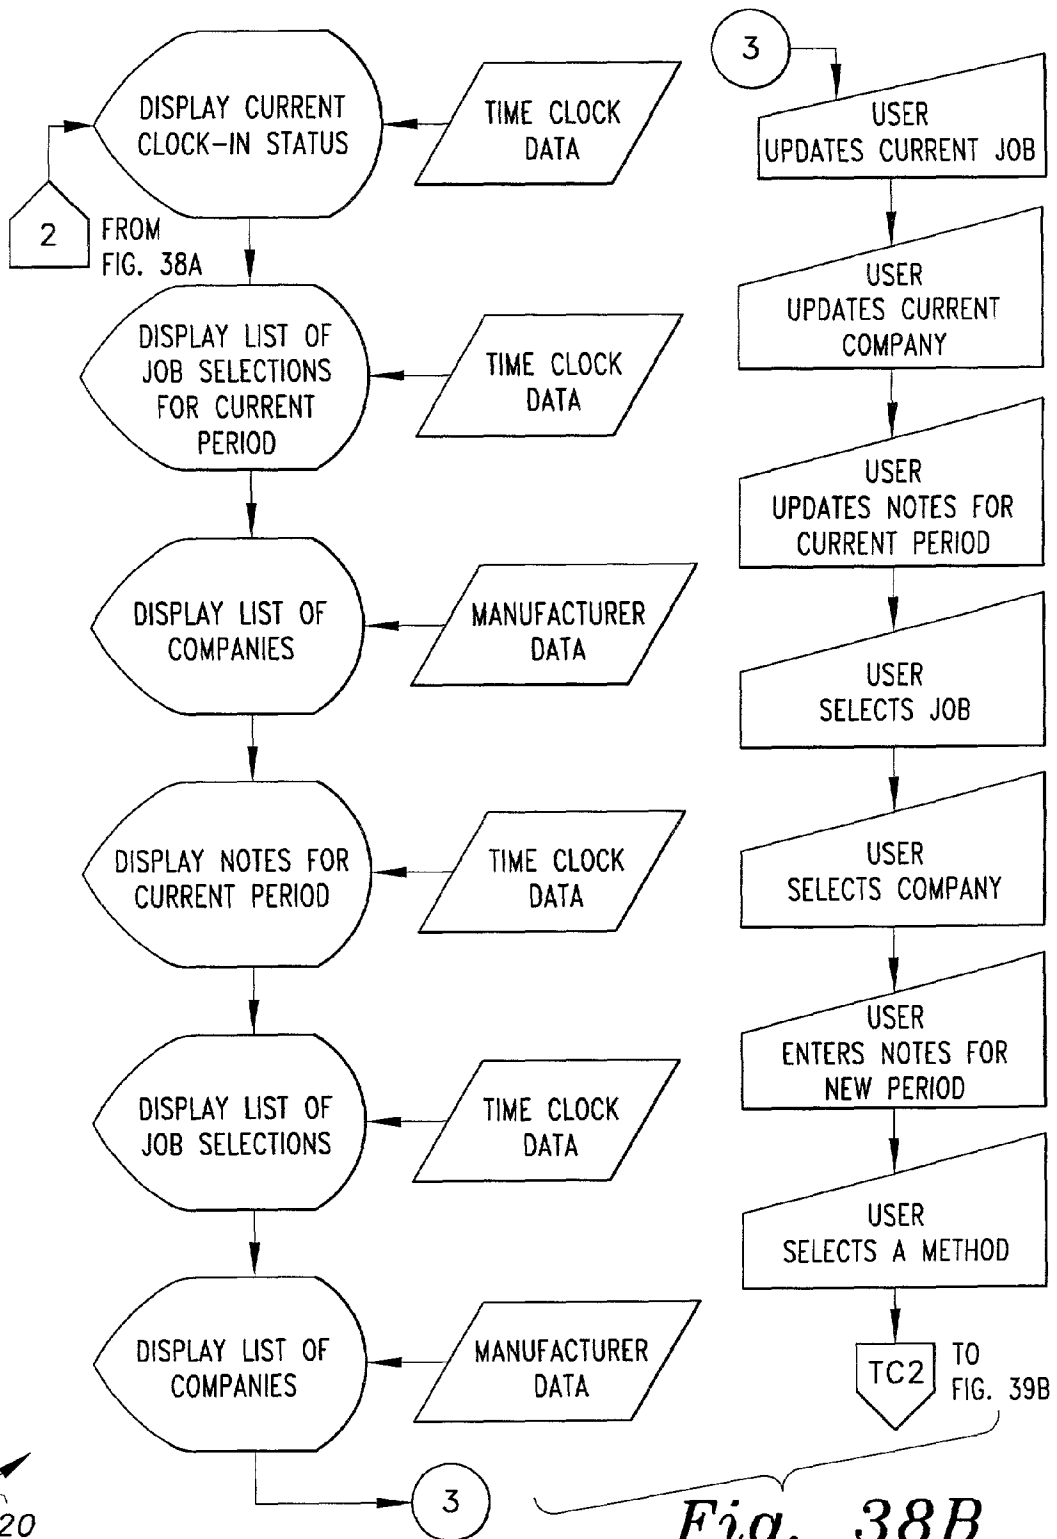 DISPLAY CURRENT
CLOCK-IN STATUS
TIME CLOCK
DATA
2
FROM
FIG. 38A
DISPLAY LIST OF
JOB SELECTIONS
FOR CURRENT
PERIOD
TIME CLOCK
DATA
DISPLAY LIST OF
COMPANIES
MANUFACTURER
DATA
DISPLAY NOTES FOR
CURRENT PERIOD
TIME CLOCK
DATA
DISPLAY LIST OF
JOB SELECTIONS
TIME CLOCK
DATA
DISPLAY LIST OF
COMPANIES
MANUFACTURER
DATA
3
3
USER
UPDATES CURRENT JOB
USER
UPDATES CURRENT
COMPANY
USER
UPDATES NOTES FOR
CURRENT PERIOD
USER
SELECTS JOB
USER
SELECTS COMPANY
USER
ENTERS NOTES FOR
NEW PERIOD
USER
SELECTS A METHOD
TC2
TO
FIG. 39B
20
Fig. 38B